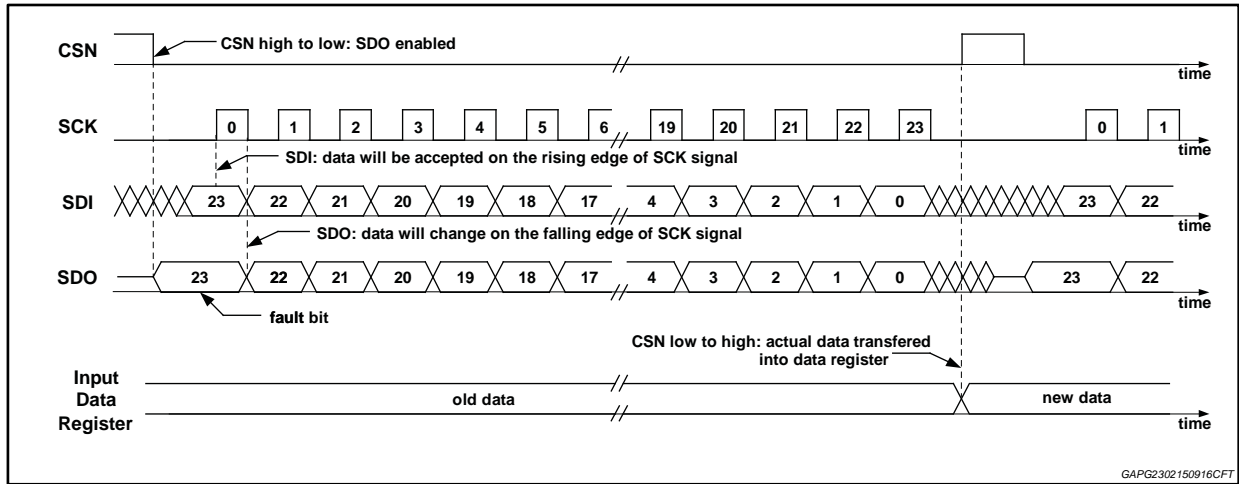 CSN
CSN high to low: SDO enabled
time
SCK
0 1 2 3 4 5 6 19 20 21 22 23 0 1
time
SDI: data will be accepted on the rising edge of SCK signal
SDI
23 22 21 20 19 18 17 4 3 2 1 0 23 22
time
SDO: data will change on the falling edge of SCK signal
SDO
23 22 21 20 19 18 17 4 3 2 1 0 23 22
time
fault bit
CSN low to high: actual data transfered
into data register
Input
Data
Register
old data
new data
time
GAPG2302150916CFT